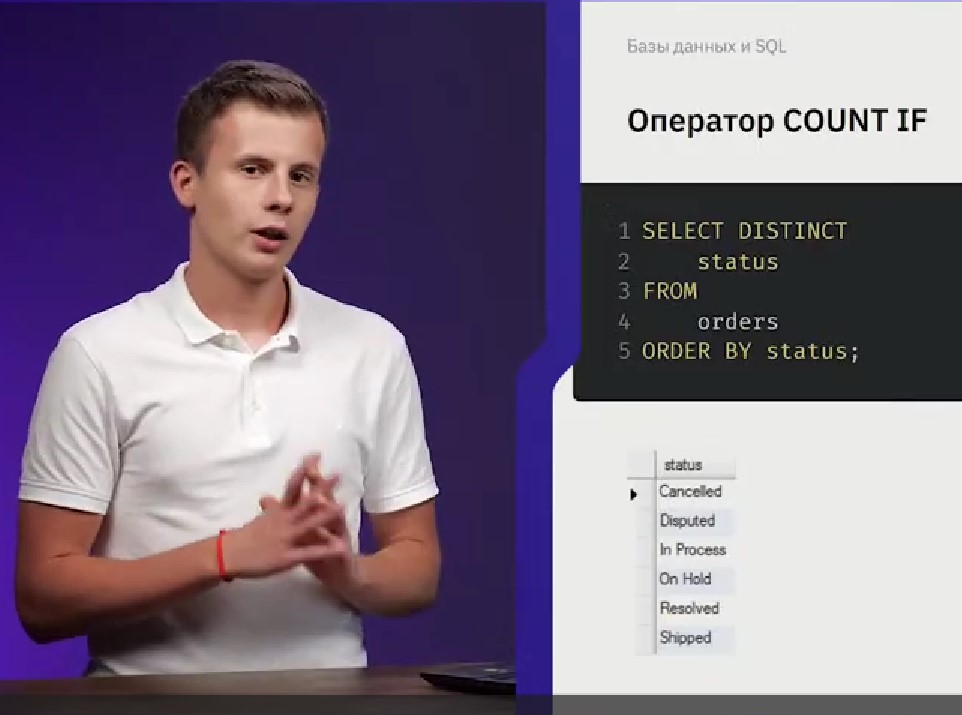 Базы данных и SQL
Оператор COUNT IF
1 SELECT DISTINCT
2 status
3 FROM
4 orders
5 ORDER BY status;
status
Cancelled
Disputed
In Process
On Hold
Resolved
Shipped